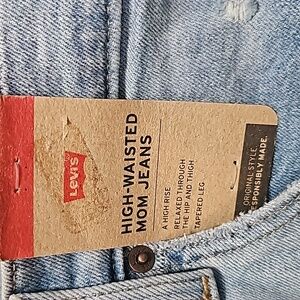 Levi's
HIGH-WAISTED
MOM JEANS
A HIGH RISE
RELAXED THROUGH
THE HIP AND THIGH
TAPERED LEG
ORIGINAL STYLE.
RESPONSIBLY MADE.